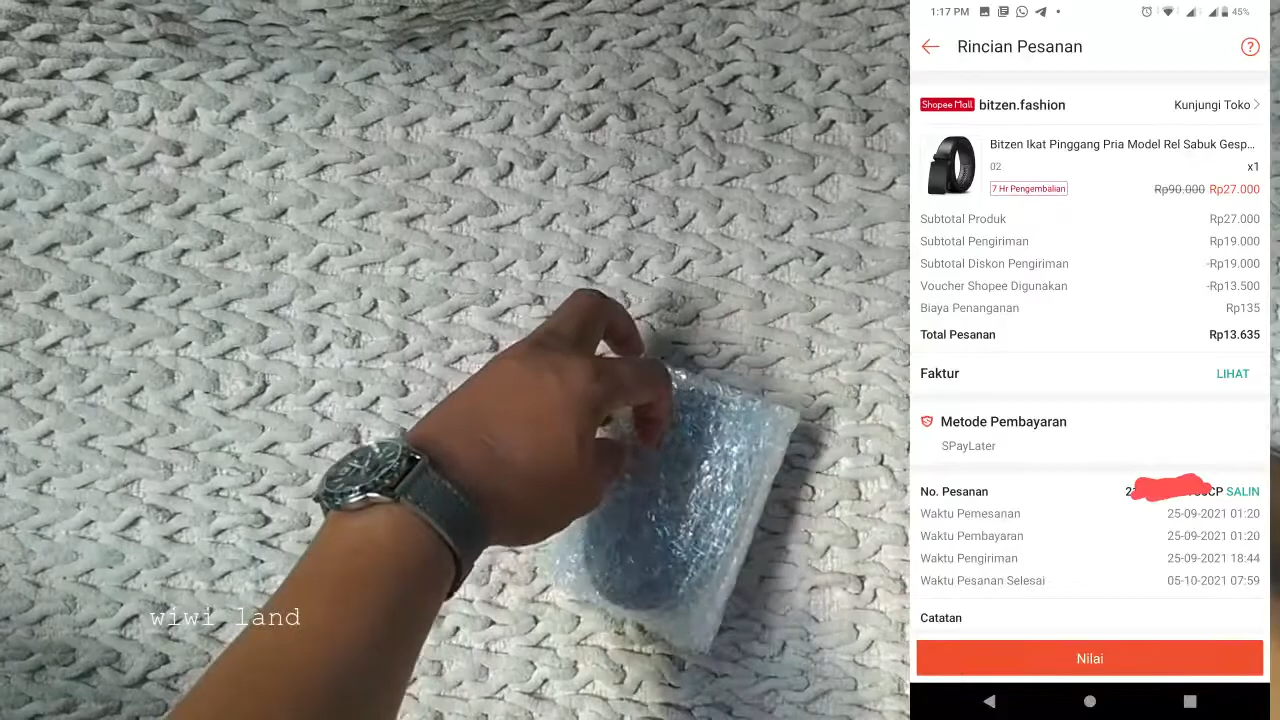 wiwi land
1:17 PM
45%
Rincian Pesanan
Shopee Mall bitzen.fashion Kunjungi Toko
Bitzen Ikat Pinggang Pria Model Rel Sabuk Gesp...
02 x1
7 Hr Pengembalian Rp90.000 Rp27.000
Subtotal Produk Rp27.000
Subtotal Pengiriman Rp19.000
Subtotal Diskon Pengiriman -Rp19.000
Voucher Shopee Digunakan -Rp13.500
Biaya Penanganan Rp135
Total Pesanan Rp13.635
Faktur LIHAT
Metode Pembayaran
SPayLater
No. Pesanan SALIN
Waktu Pemesanan 25-09-2021 01:20
Waktu Pembayaran 25-09-2021 01:20
Waktu Pengiriman 25-09-2021 18:44
Waktu Pesanan Selesai 05-10-2021 07:59
Catatan
Nilai